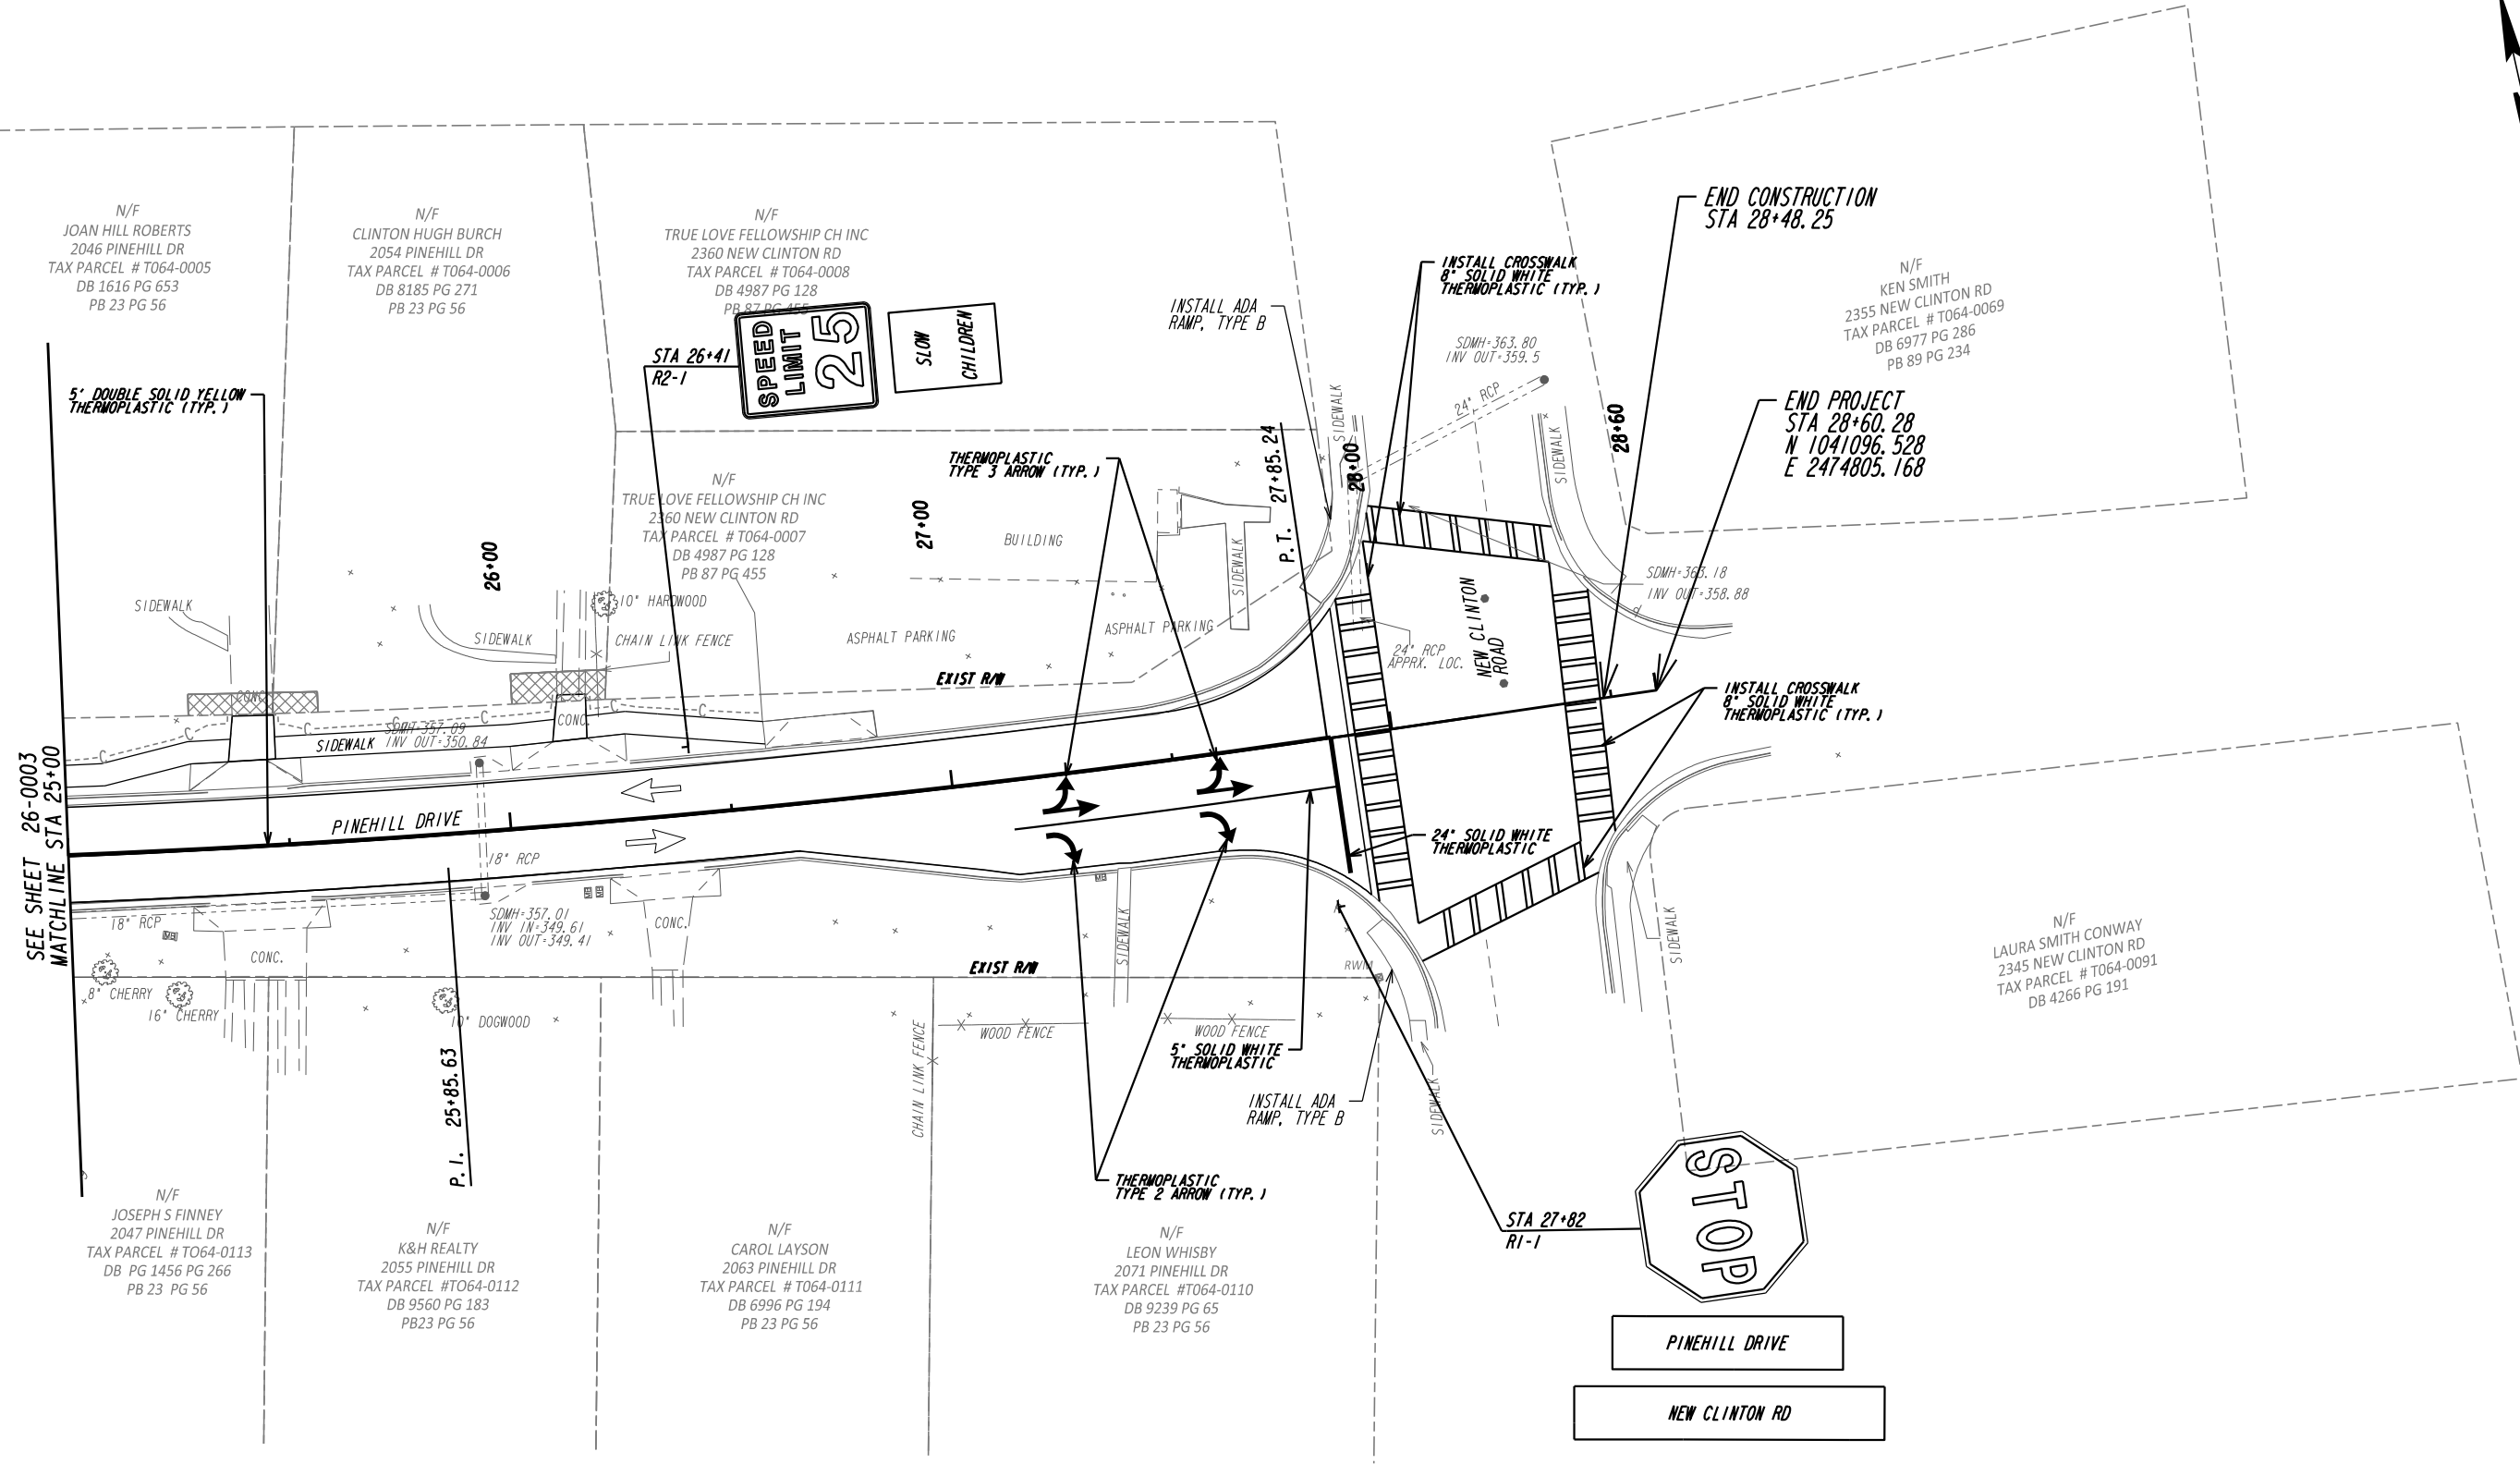 N/F
JOAN HILL ROBERTS
2046 PINEHILL DR
TAX PARCEL # T064-0005
DB 1616 PG 653
PB 23 PG 56
N/F
CLINTON HUGH BURCH
2054 PINEHILL DR
TAX PARCEL # T064-0006
DB 8185 PG 271
PB 23 PG 56
N/F
TRUE LOVE FELLOWSHIP CH INC
2360 NEW CLINTON RD
TAX PARCEL # T064-0008
DB 4987 PG 128
PB 87 PG 455
SPEED
LIMIT
25
SLOW
CHILDREN
STA 26+41
R2-1
INSTALL ADA
RAMP, TYPE B
INSTALL CROSSWALK
8" SOLID WHITE
THERMOPLASTIC (TYP.)
END CONSTRUCTION
STA 28+48.25
N/F
KEN SMITH
2355 NEW CLINTON RD
TAX PARCEL # T064-0069
DB 6977 PG 286
PB 89 PG 234
SDMH=363.80
INV OUT=359.5
24" RCP
END PROJECT
STA 28+60.28
N 1041096.528
E 2474805.168
5' DOUBLE SOLID YELLOW
THERMOPLASTIC (TYP.)
THERMOPLASTIC
TYPE 3 ARROW (TYP.)
N/F
TRUE LOVE FELLOWSHIP CH INC
2360 NEW CLINTON RD
TAX PARCEL # T064-0007
DB 4987 PG 128
PB 87 PG 455
26+00
27+00
P.T. 27+85.24
28+00
28+60
SIDEWALK
SIDEWALK
SIDEWALK
BUILDING
SIDEWALK
SIDEWALK
10" HARDWOOD
CHAIN LINK FENCE
ASPHALT PARKING
ASPHALT PARKING
SDMH=363.18
INV OUT=358.88
24" RCP
APPRX. LOC.
NEW CLINTON
ROAD
EXIST R/W
INSTALL CROSSWALK
8" SOLID WHITE
THERMOPLASTIC (TYP.)
CONC.
CONC.
C
C
C
C
C
C
C
SDMH=357.09
INV OUT=350.84
SIDEWALK
SEE SHEET 26-0003
MATCHLINE STA 25+00
PINEHILL DRIVE
24" SOLID WHITE
THERMOPLASTIC
18" RCP
18" RCP
MB
MB
MB
MB
SDMH=357.01
INV IN=349.61
INV OUT=349.41
CONC.
CONC.
SIDEWALK
8" CHERRY
16" CHERRY
10" DOGWOOD
EXIST R/W
RWM
SIDEWALK
N/F
LAURA SMITH CONWAY
2345 NEW CLINTON RD
TAX PARCEL # T064-0091
DB 4266 PG 191
CHAIN LINK FENCE
WOOD FENCE
WOOD FENCE
5" SOLID WHITE
THERMOPLASTIC
INSTALL ADA
RAMP, TYPE B
SIDEWALK
P.I. 25+85.63
THERMOPLASTIC
TYPE 2 ARROW (TYP.)
STA 27+82
R1-1
STOP
N/F
JOSEPH S FINNEY
2047 PINEHILL DR
TAX PARCEL # TO64-0113
DB PG 1456 PG 266
PB 23 PG 56
N/F
K&H REALTY
2055 PINEHILL DR
TAX PARCEL #TO64-0112
DB 9560 PG 183
PB23 PG 56
N/F
CAROL LAYSON
2063 PINEHILL DR
TAX PARCEL # T064-0111
DB 6996 PG 194
PB 23 PG 56
N/F
LEON WHISBY
2071 PINEHILL DR
TAX PARCEL #T064-0110
DB 9239 PG 65
PB 23 PG 56
PINEHILL DRIVE
NEW CLINTON RD